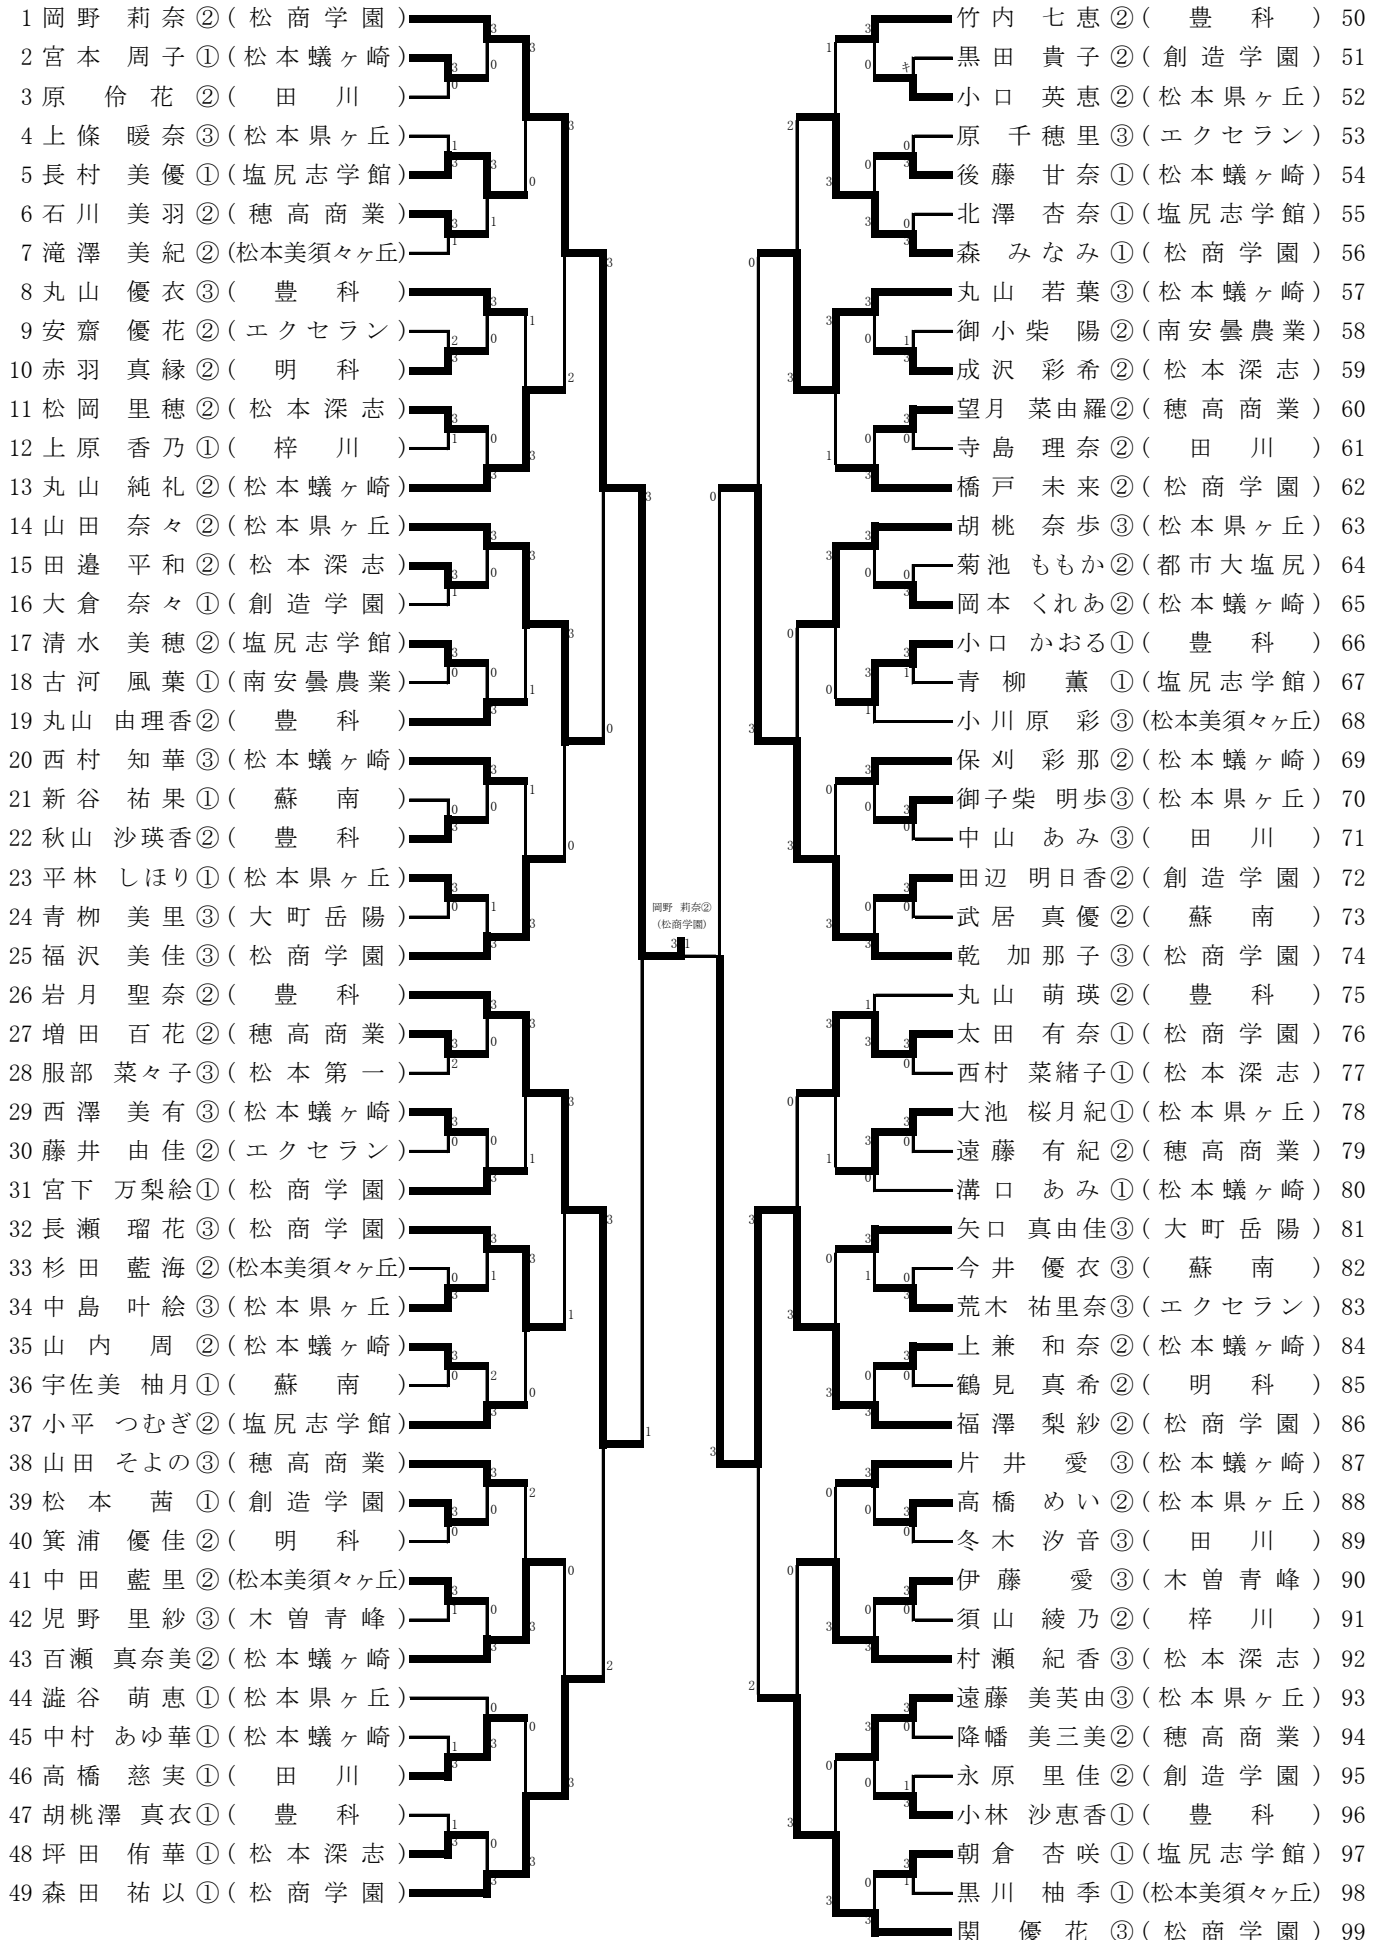 1 岡野 莉奈②(松商学園)
2 宮本 周子①(松本蟻ヶ崎)
3 原 伶花②(田川)
4 上條 暖奈③(松本県ヶ丘)
5 長村 美優①(塩尻志学館)
6 石川 美羽②(穂高商業)
7 滝澤 美紀②(松本美須々ヶ丘)
8 丸山 優衣③(豊科)
9 安齋 優花②(エクセラン)
10 赤羽 真縁②(明科)
11 松岡 里穂②(松本深志)
12 上原 香乃①(梓川)
13 丸山 純礼②(松本蟻ヶ崎)
14 山田 奈々②(松本県ヶ丘)
15 田邉 平和②(松本深志)
16 大倉 奈々①(創造学園)
17 清水 美穂②(塩尻志学館)
18 古河 風葉①(南安曇農業)
19 丸山 由理香②(豊科)
20 西村 知華③(松本蟻ヶ崎)
21 新谷 祐果①(蘇南)
22 秋山 沙瑛香②(豊科)
23 平林 しほり①(松本県ヶ丘)
24 青栁 美里③(大町岳陽)
25 福沢 美佳③(松商学園)
26 岩月 聖奈②(豊科)
27 増田 百花②(穂高商業)
28 服部 菜々子③(松本第一)
29 西澤 美有③(松本蟻ヶ崎)
30 藤井 由佳②(エクセラン)
31 宮下 万梨絵①(松商学園)
32 長瀬 瑠花③(松商学園)
33 杉田 藍海②(松本美須々ヶ丘)
34 中島 叶絵③(松本県ヶ丘)
35 山内 周②(松本蟻ヶ崎)
36 宇佐美 柚月①(蘇南)
37 小平 つむぎ②(塩尻志学館)
38 山田 そよの③(穂高商業)
39 松本 茜①(創造学園)
40 箕浦 優佳②(明科)
41 中田 藍里②(松本美須々ヶ丘)
42 児野 里紗③(木曽青峰)
43 百瀬 真奈美②(松本蟻ヶ崎)
44 澁谷 萌恵①(松本県ヶ丘)
45 中村 あゆ華①(松本蟻ヶ崎)
46 高橋 慈実①(田川)
47 胡桃澤 真衣①(豊科)
48 坪田 侑華①(松本深志)
49 森田 祐以①(松商学園)
岡野 莉奈②
(松商学園)
3 1
竹内 七恵②(豊科) 50
黒田 貴子②(創造学園) 51
小口 英恵②(松本県ヶ丘) 52
原 千穂里③(エクセラン) 53
後藤 甘奈①(松本蟻ヶ崎) 54
北澤 杏奈①(塩尻志学館) 55
森 みなみ①(松商学園) 56
丸山 若葉③(松本蟻ヶ崎) 57
御小柴 陽②(南安曇農業) 58
成沢 彩希②(松本深志) 59
望月 菜由羅②(穂高商業) 60
寺島 理奈②(田川) 61
橋戸 未来②(松商学園) 62
胡桃 奈歩③(松本県ヶ丘) 63
菊池 ももか②(都市大塩尻) 64
岡本 くれあ②(松本蟻ヶ崎) 65
小口 かおる①(豊科) 66
青柳 薫①(塩尻志学館) 67
小川原 彩③(松本美須々ヶ丘) 68
保刈 彩那②(松本蟻ヶ崎) 69
御子柴 明歩③(松本県ヶ丘) 70
中山 あみ③(田川) 71
田辺 明日香②(創造学園) 72
武居 真優②(蘇南) 73
乾 加那子③(松商学園) 74
丸山 萌瑛②(豊科) 75
太田 有奈①(松商学園) 76
西村 菜緒子①(松本深志) 77
大池 桜月紀①(松本県ヶ丘) 78
遠藤 有紀②(穂高商業) 79
溝口 あみ①(松本蟻ヶ崎) 80
矢口 真由佳③(大町岳陽) 81
今井 優衣③(蘇南) 82
荒木 祐里奈③(エクセラン) 83
上兼 和奈②(松本蟻ヶ崎) 84
鶴見 真希②(明科) 85
福澤 梨紗②(松商学園) 86
片井 愛③(松本蟻ヶ崎) 87
高橋 めい②(松本県ヶ丘) 88
冬木 汐音③(田川) 89
伊藤 愛③(木曽青峰) 90
須山 綾乃②(梓川) 91
村瀬 紀香③(松本深志) 92
遠藤 美芙由③(松本県ヶ丘) 93
降幡 美三美②(穂高商業) 94
永原 里佳②(創造学園) 95
小林 沙恵香①(豊科) 96
朝倉 杏咲①(塩尻志学館) 97
黒川 柚季①(松本美須々ヶ丘) 98
関 優花③(松商学園) 99